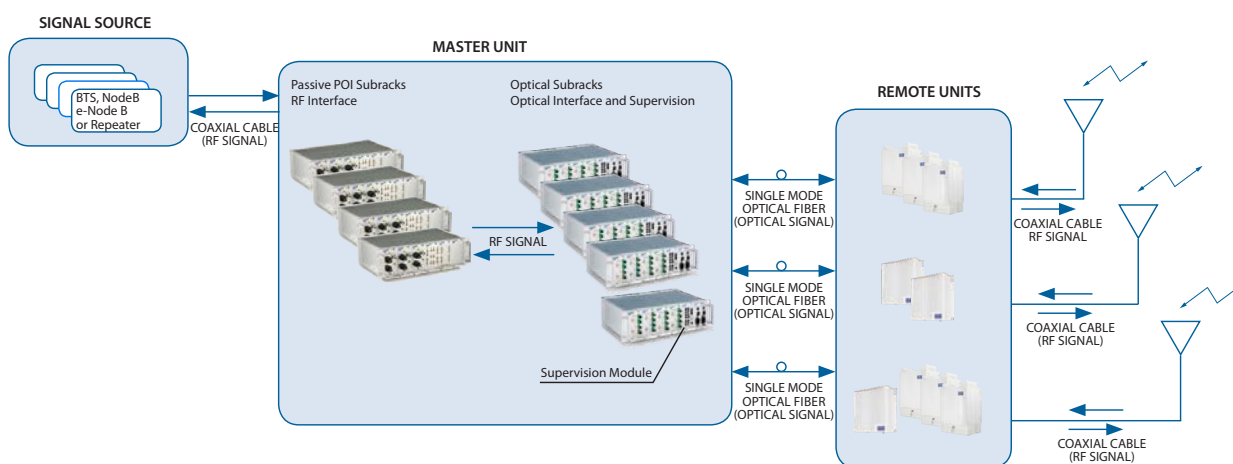 SIGNAL SOURCE
BTS, NodeB
e-Node B
or Repeater
COAXIAL CABLE
(RF SIGNAL)
MASTER UNIT
Passive POI Subracks
RF Interface
Optical Subracks
Optical Interface and Supervision
RF SIGNAL
Supervision Module
SINGLE MODE
OPTICAL FIBER
(OPTICAL SIGNAL)
SINGLE MODE
OPTICAL FIBER
(OPTICAL SIGNAL)
SINGLE MODE
OPTICAL FIBER
(OPTICAL SIGNAL)
REMOTE UNITS
COAXIAL CABLE
RF SIGNAL
COAXIAL CABLE
(RF SIGNAL)
COAXIAL CABLE
(RF SIGNAL)